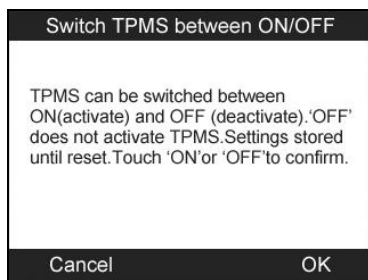 Switch TPMS between ON/OFF
TPMS can be switched between
ON(activate) and OFF (deactivate).‘OFF’
does not activate TPMS.Settings stored
until reset.Touch ‘ON’or ‘OFF’to confirm.
Cancel OK